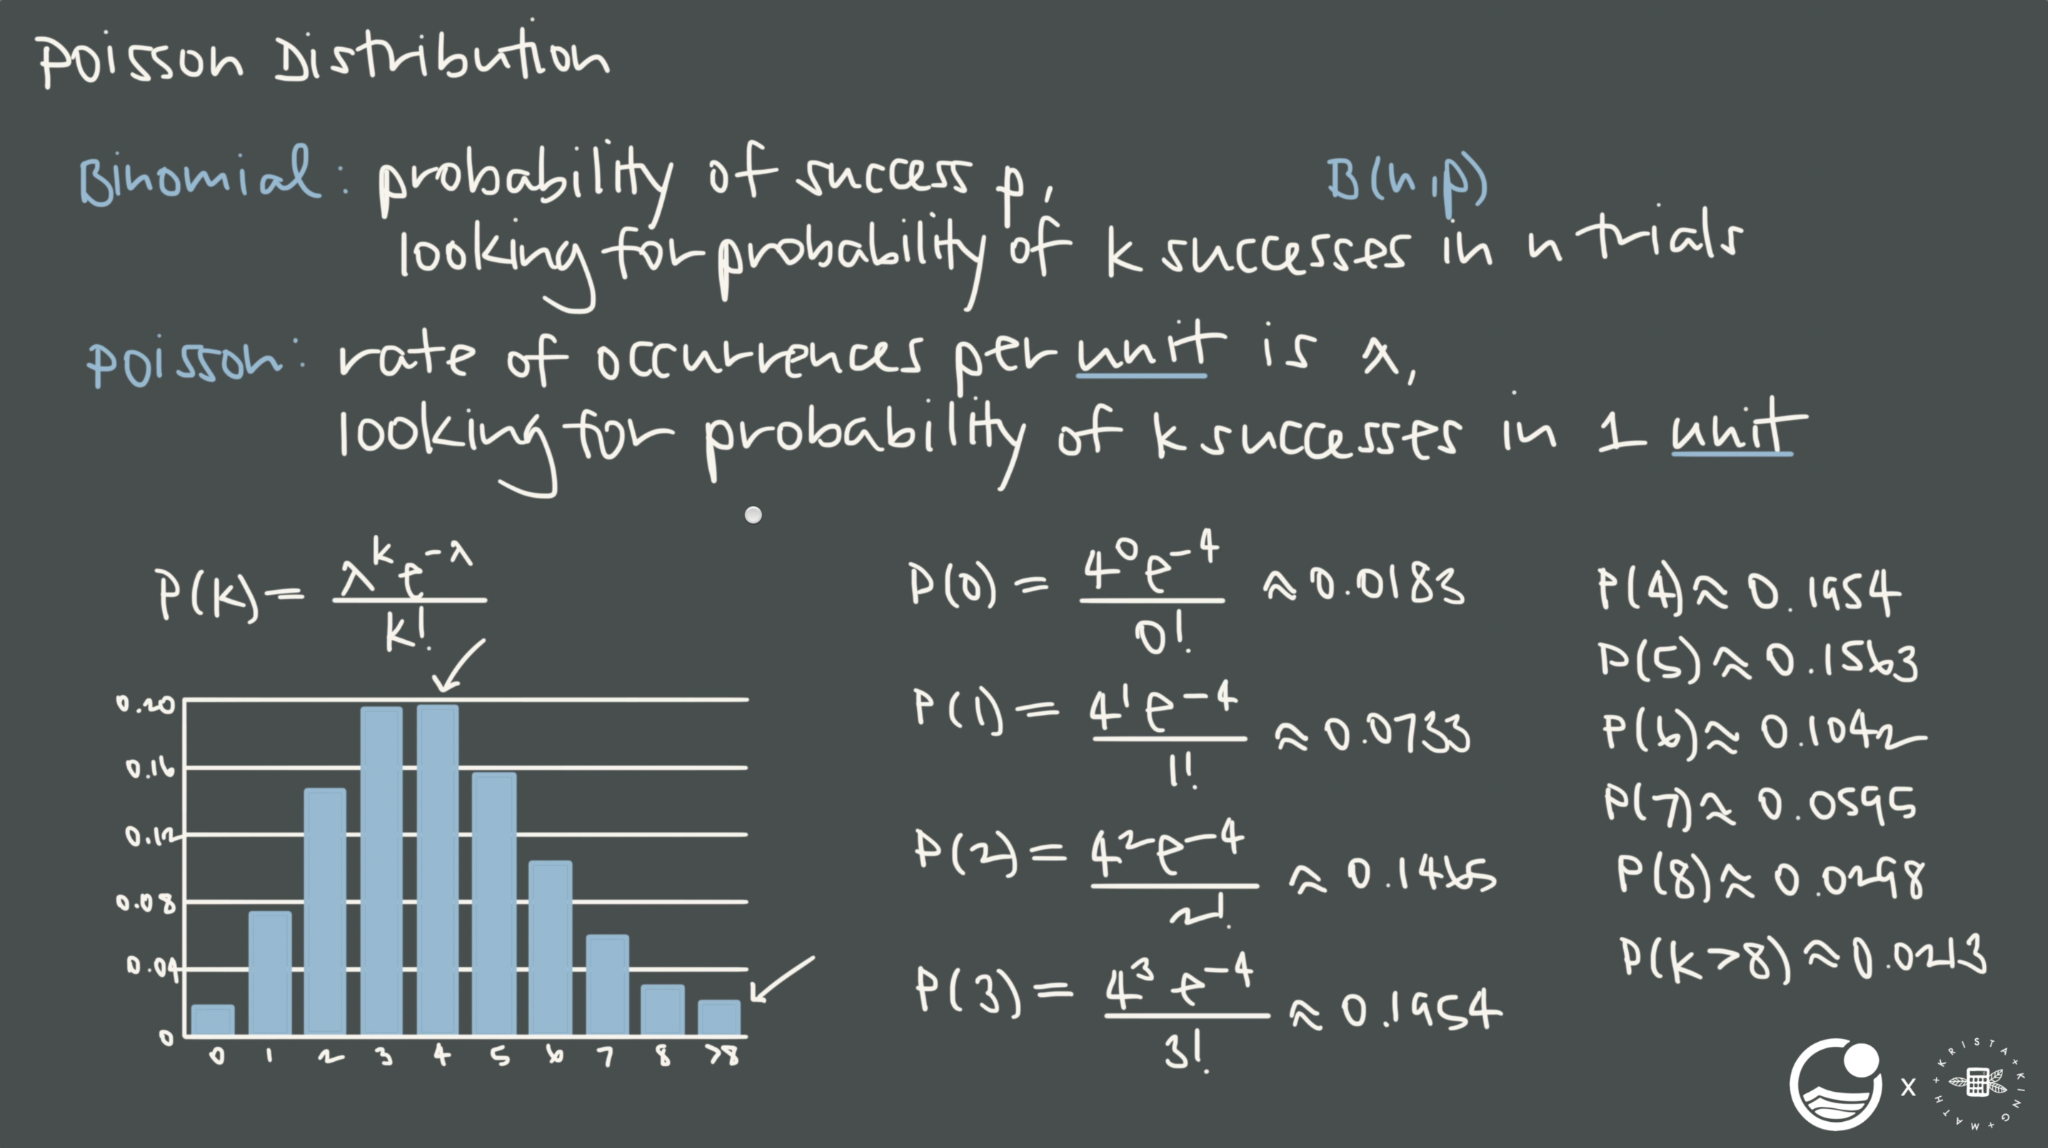 Poisson Distribution
Binomial: probability of success p, B(n,p)
looking for probability of k successes in n trials
Poisson: rate of occurrences per unit is λ,
looking for probability of k successes in 1 unit
P(k) = λ^k e^-λ / k!
P(0) = 4^0 e^-4 / 0! ≈ 0.0183
P(1) = 4^1 e^-4 / 1! ≈ 0.0733
P(2) = 4^2 e^-4 / 2! ≈ 0.1465
P(3) = 4^3 e^-4 / 3! ≈ 0.1954
P(4) ≈ 0.1954
P(5) ≈ 0.1563
P(6) ≈ 0.1042
P(7) ≈ 0.0595
P(8) ≈ 0.0298
P(k>8) ≈ 0.0213
0.20
0.16
0.12
0.08
0.04
0
0 1 2 3 4 5 6 7 8 >8
x
KRISTA+KING+MATH+